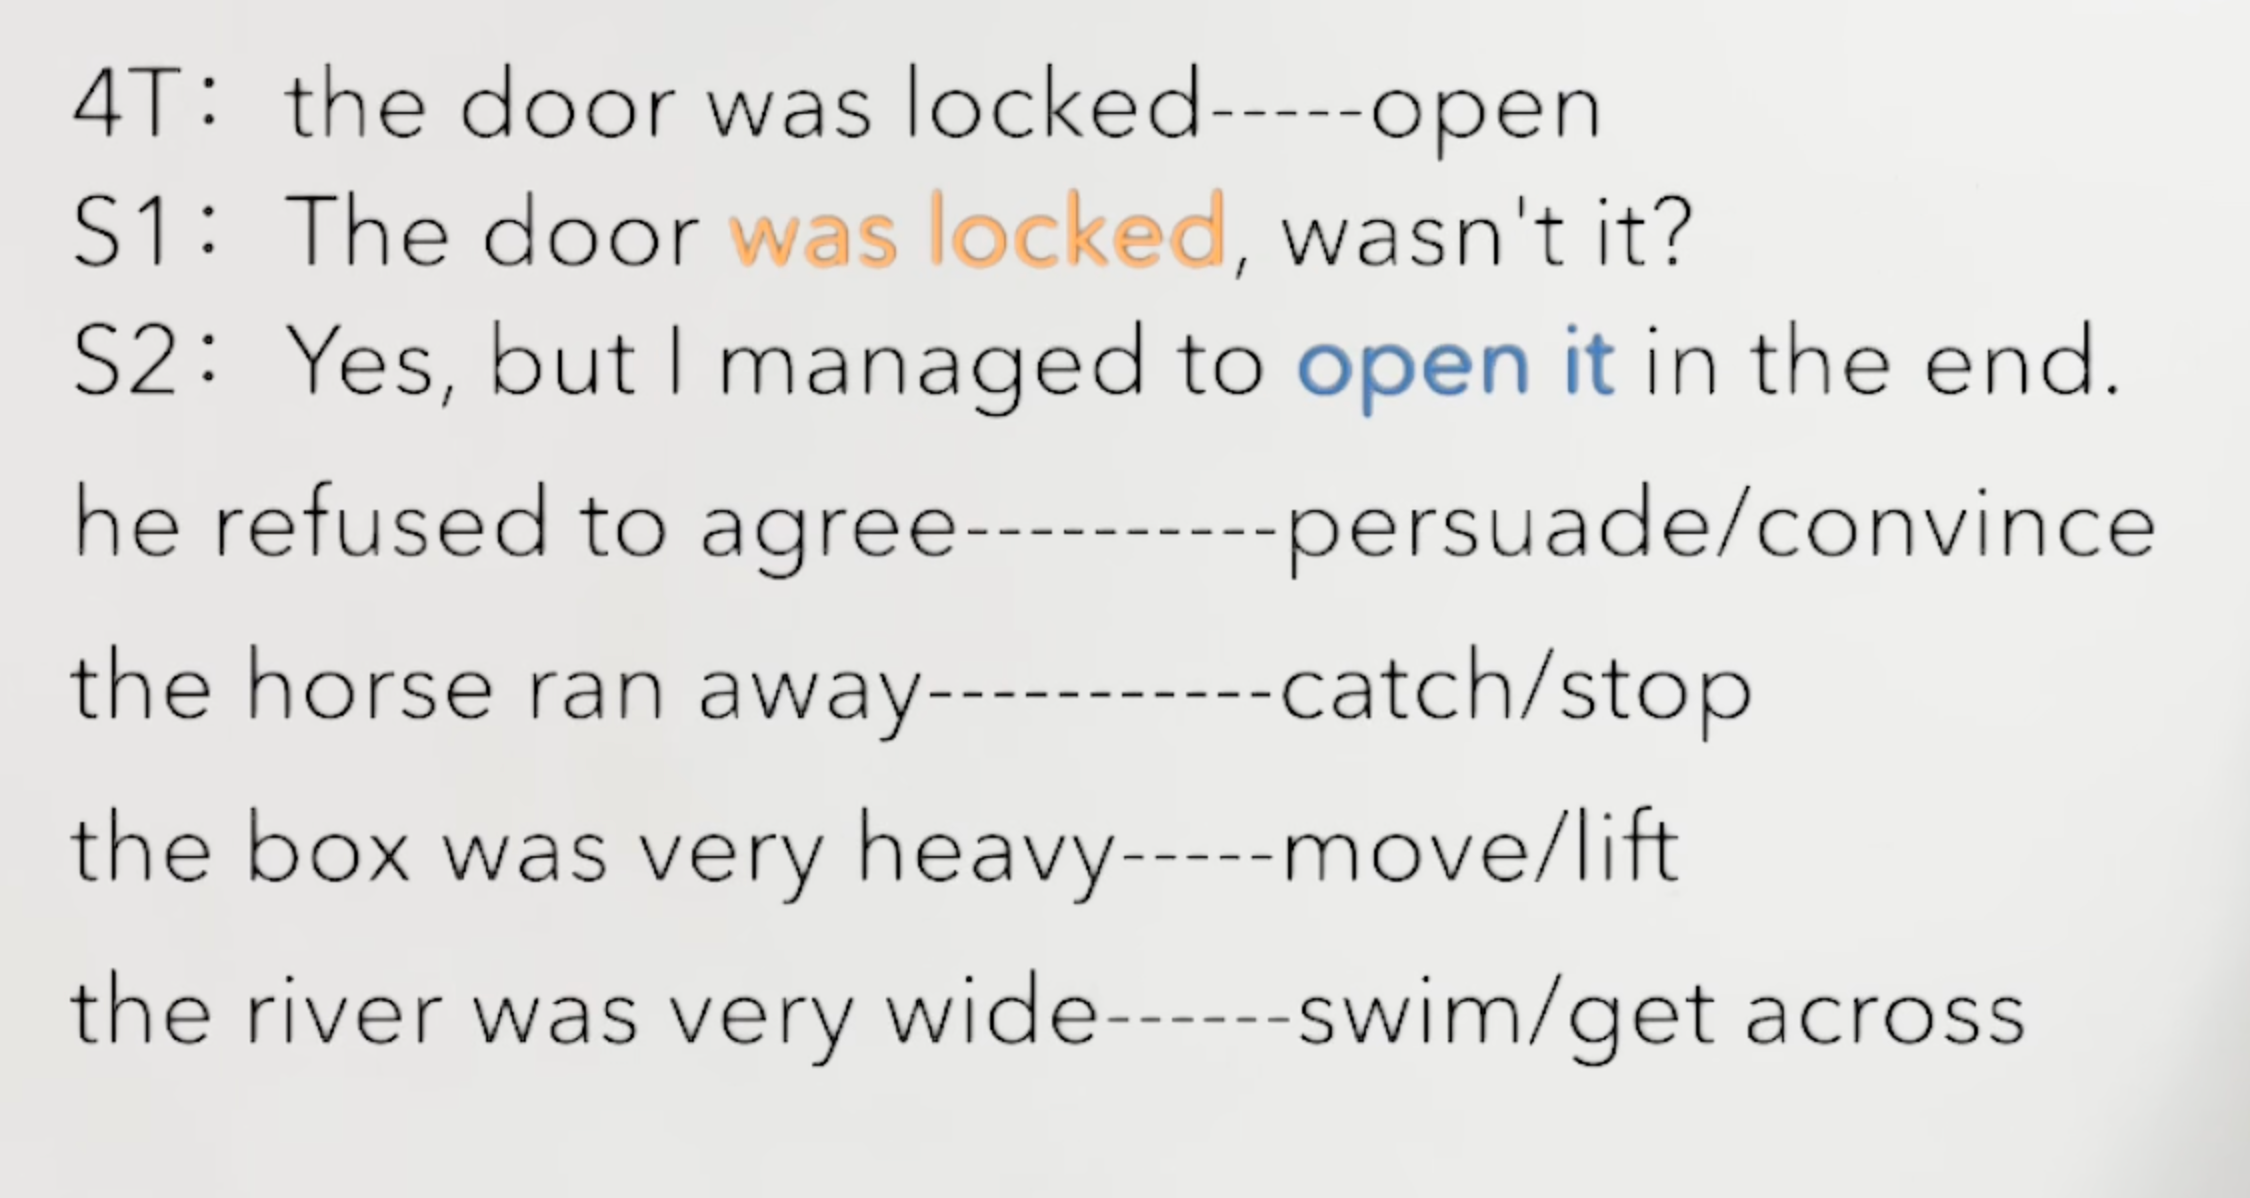 4T: the door was locked-----open
S1: The door was locked, wasn't it?
S2: Yes, but I managed to open it in the end.
he refused to agree----------persuade/convince
the horse ran away-----------catch/stop
the box was very heavy-----move/lift
the river was very wide------swim/get across